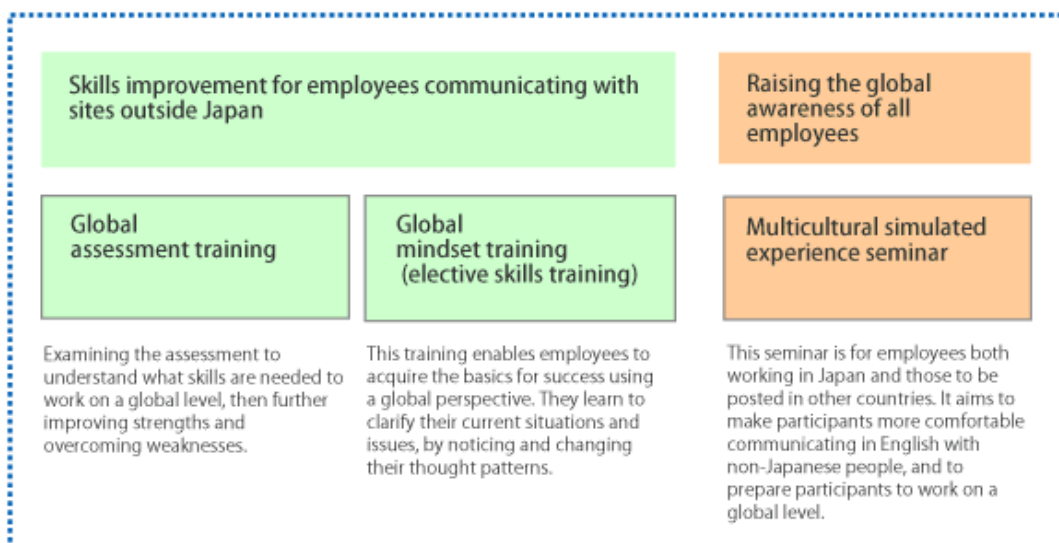 Skills improvement for employees communicating with
sites outside Japan
Raising the global
awareness of all
employees
Global
assessment training
Global
mindset training
(elective skills training)
Multicultural simulated
experience seminar
Examining the assessment to
understand what skills are needed to
work on a global level, then further
improving strengths and
overcoming weaknesses.
This training enables employees to
acquire the basics for success using
a global perspective. They learn to
clarify their current situations and
issues, by noticing and changing
their thought patterns.
This seminar is for employees both
working in Japan and those to be
posted in other countries. It aims to
make participants more comfortable
communicating in English with
non-Japanese people, and to
prepare participants to work on a
global level.